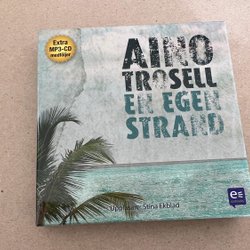 Extra
MP3-CD
medföljer
AINO
TROSELL
EN EGEN
STRAND
Uppläsare: Stina Ekblad
e